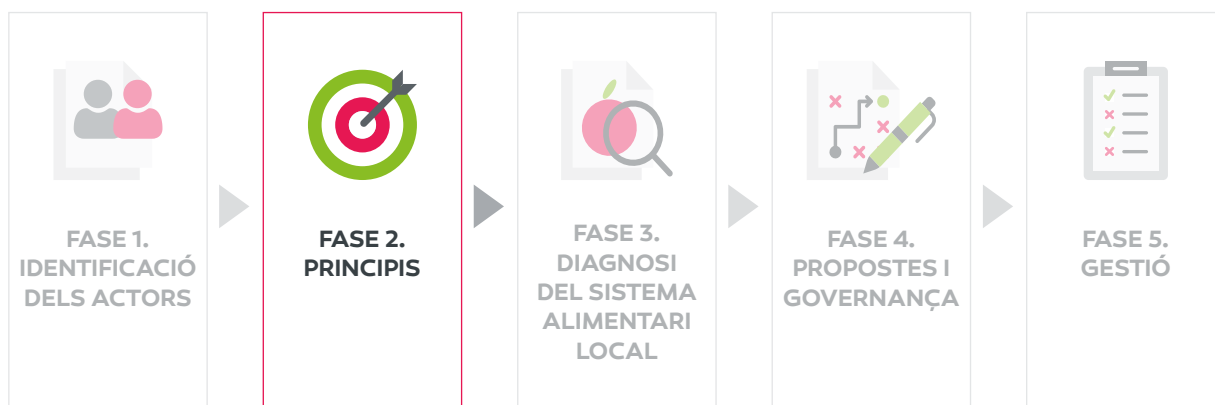 FASE 1.
IDENTIFICACIÓ
DELS ACTORS
FASE 2.
PRINCIPIS
FASE 3.
DIAGNOSI
DEL SISTEMA
ALIMENTARI
LOCAL
FASE 4.
PROPOSTES I
GOVERNANÇA
FASE 5.
GESTIÓ